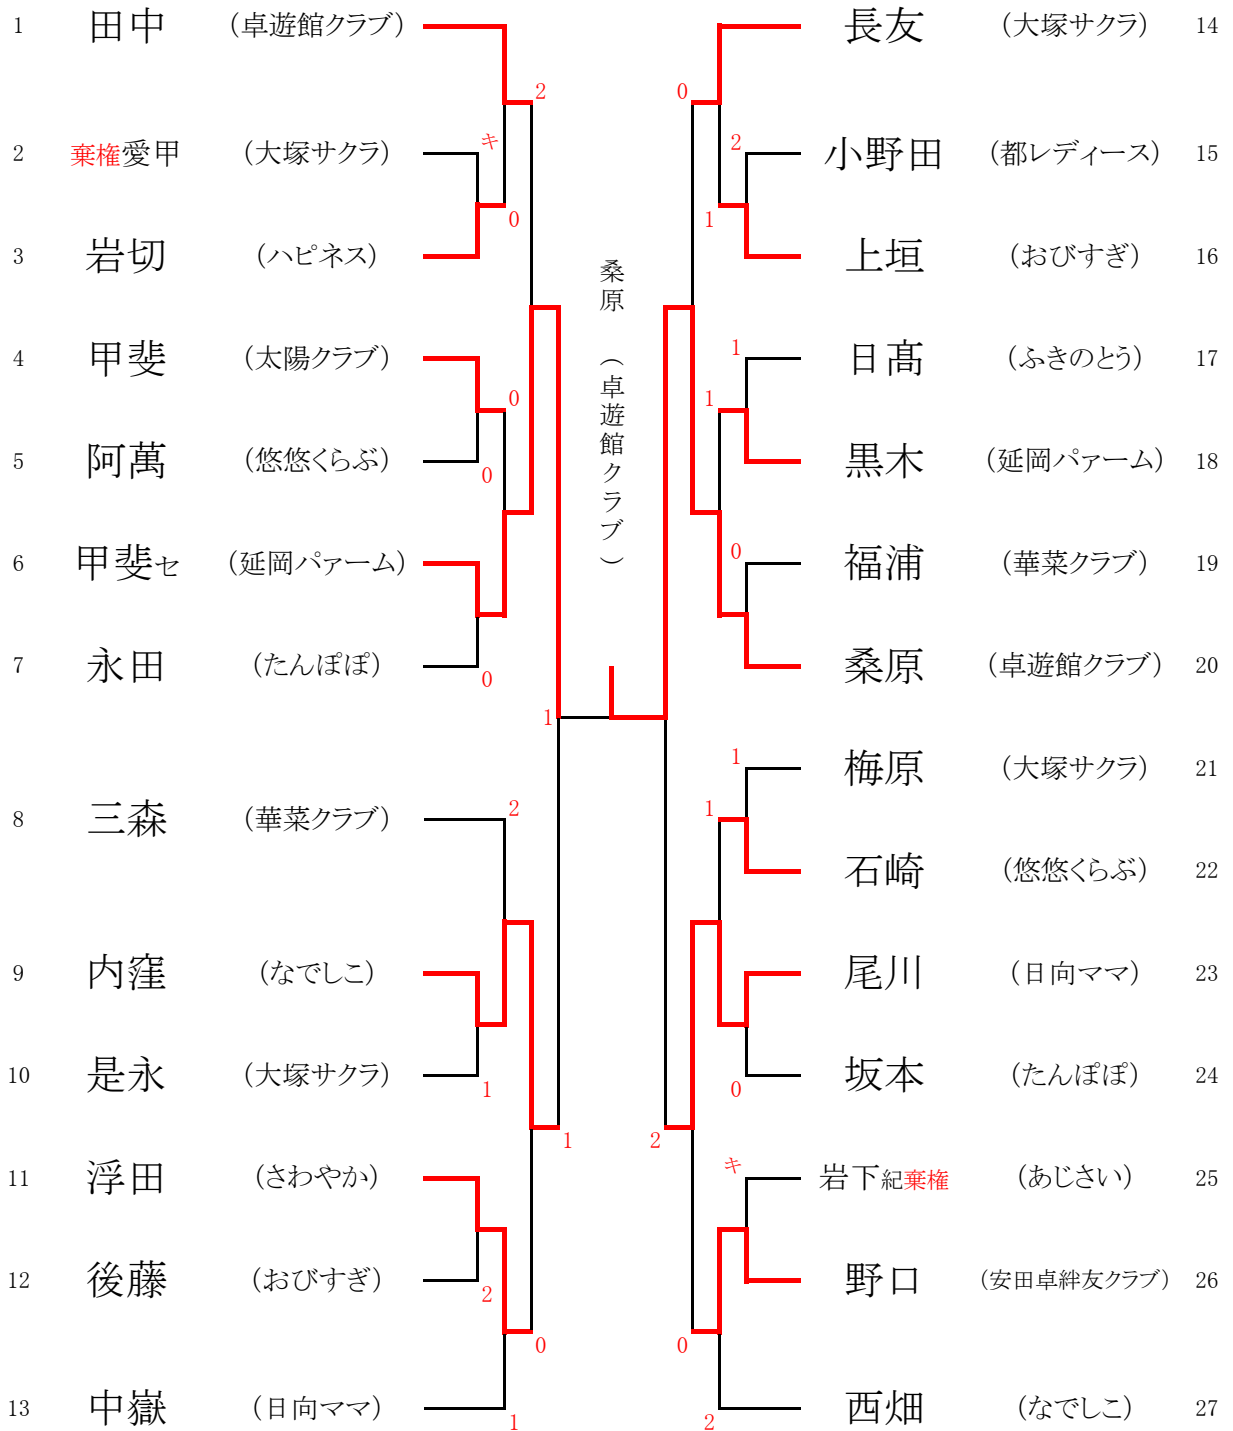 1 田中 (卓遊館クラブ)
2 棄権愛甲 (大塚サクラ)
3 岩切 (ハピネス)
4 甲斐 (太陽クラブ)
5 阿萬 (悠悠くらぶ)
6 甲斐セ (延岡パァーム)
7 永田 (たんぽぽ)
8 三森 (華菜クラブ)
9 内窪 (なでしこ)
10 是永 (大塚サクラ)
11 浮田 (さわやか)
12 後藤 (おびすぎ)
13 中嶽 (日向ママ)
2
キ
0
0
0
0
1
2
1
1
2
0
1
桑原 (卓遊館クラブ)
0
2
1
1
1
0
1
1
0
2
キ
0
2
長友 (大塚サクラ) 14
小野田 (都レディース) 15
上垣 (おびすぎ) 16
日髙 (ふきのとう) 17
黒木 (延岡パァーム) 18
福浦 (華菜クラブ) 19
桑原 (卓遊館クラブ) 20
梅原 (大塚サクラ) 21
石崎 (悠悠くらぶ) 22
尾川 (日向ママ) 23
坂本 (たんぽぽ) 24
岩下紀棄権 (あじさい) 25
野口 (安田卓絆友クラブ) 26
西畑 (なでしこ) 27